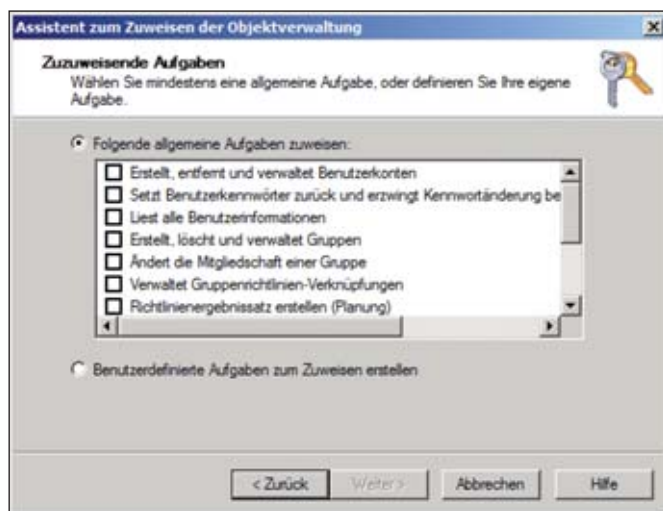 Assistent zum Zuweisen der Objektverwaltung
Zuzuweisende Aufgaben
Wählen Sie mindestens eine allgemeine Aufgabe, oder definieren Sie Ihre eigene
Aufgabe.
Folgende allgemeine Aufgaben zuweisen:
Erstellt, entfernt und verwaltet Benutzerkonten
Setzt Benutzerkennwörter zurück und erzwingt Kennwortänderung be
Liest alle Benutzerinformationen
Erstellt, löscht und verwaltet Gruppen
Ändert die Mitgliedschaft einer Gruppe
Verwaltet Gruppenrichtlinien-Verknüpfungen
Richtlinienergebnissatz erstellen (Planung)
Benutzerdefinierte Aufgaben zum Zuweisen erstellen
< Zurück Weiter > Abbrechen Hilfe